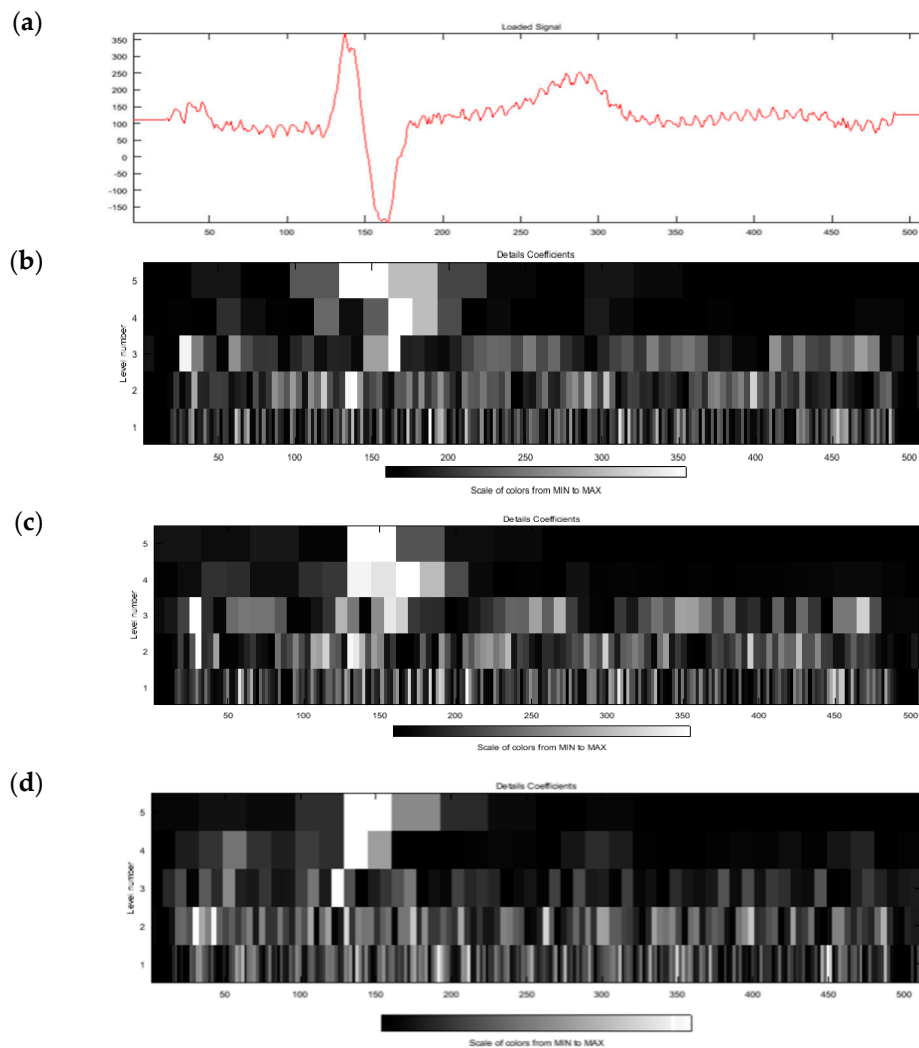 (a)
Loaded Signal
350
300
250
200
150
100
50
0
-50
-100
-150
50 100 150 200 250 300 350 400 450 500
(b)
Details Coefficients
Level number
5
4
3
2
1
50 100 150 200 250 300 350 400 450 500
Scale of colors from MIN to MAX
(c)
Details Coefficients
Level number
5
4
3
2
1
50 100 150 200 250 300 350 400 450 500
Scale of colors from MIN to MAX
(d)
Details Coefficients
Level number
5
4
3
2
1
50 100 150 200 250 300 350 400 450 500
Scale of colors from MIN to MAX